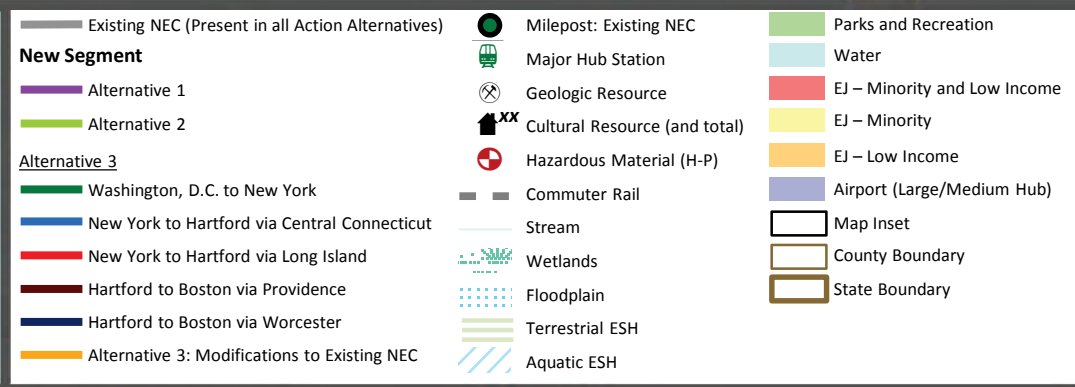 Existing NEC (Present in all Action Alternatives)
New Segment
Alternative 1
Alternative 2
Alternative 3
Washington, D.C. to New York
New York to Hartford via Central Connecticut
New York to Hartford via Long Island
Hartford to Boston via Providence
Hartford to Boston via Worcester
Alternative 3: Modifications to Existing NEC
Milepost: Existing NEC
Major Hub Station
Geologic Resource
XX Cultural Resource (and total)
Hazardous Material (H-P)
Commuter Rail
Stream
Wetlands
Floodplain
Terrestrial ESH
Aquatic ESH
Parks and Recreation
Water
EJ – Minority and Low Income
EJ – Minority
EJ – Low Income
Airport (Large/Medium Hub)
Map Inset
County Boundary
State Boundary